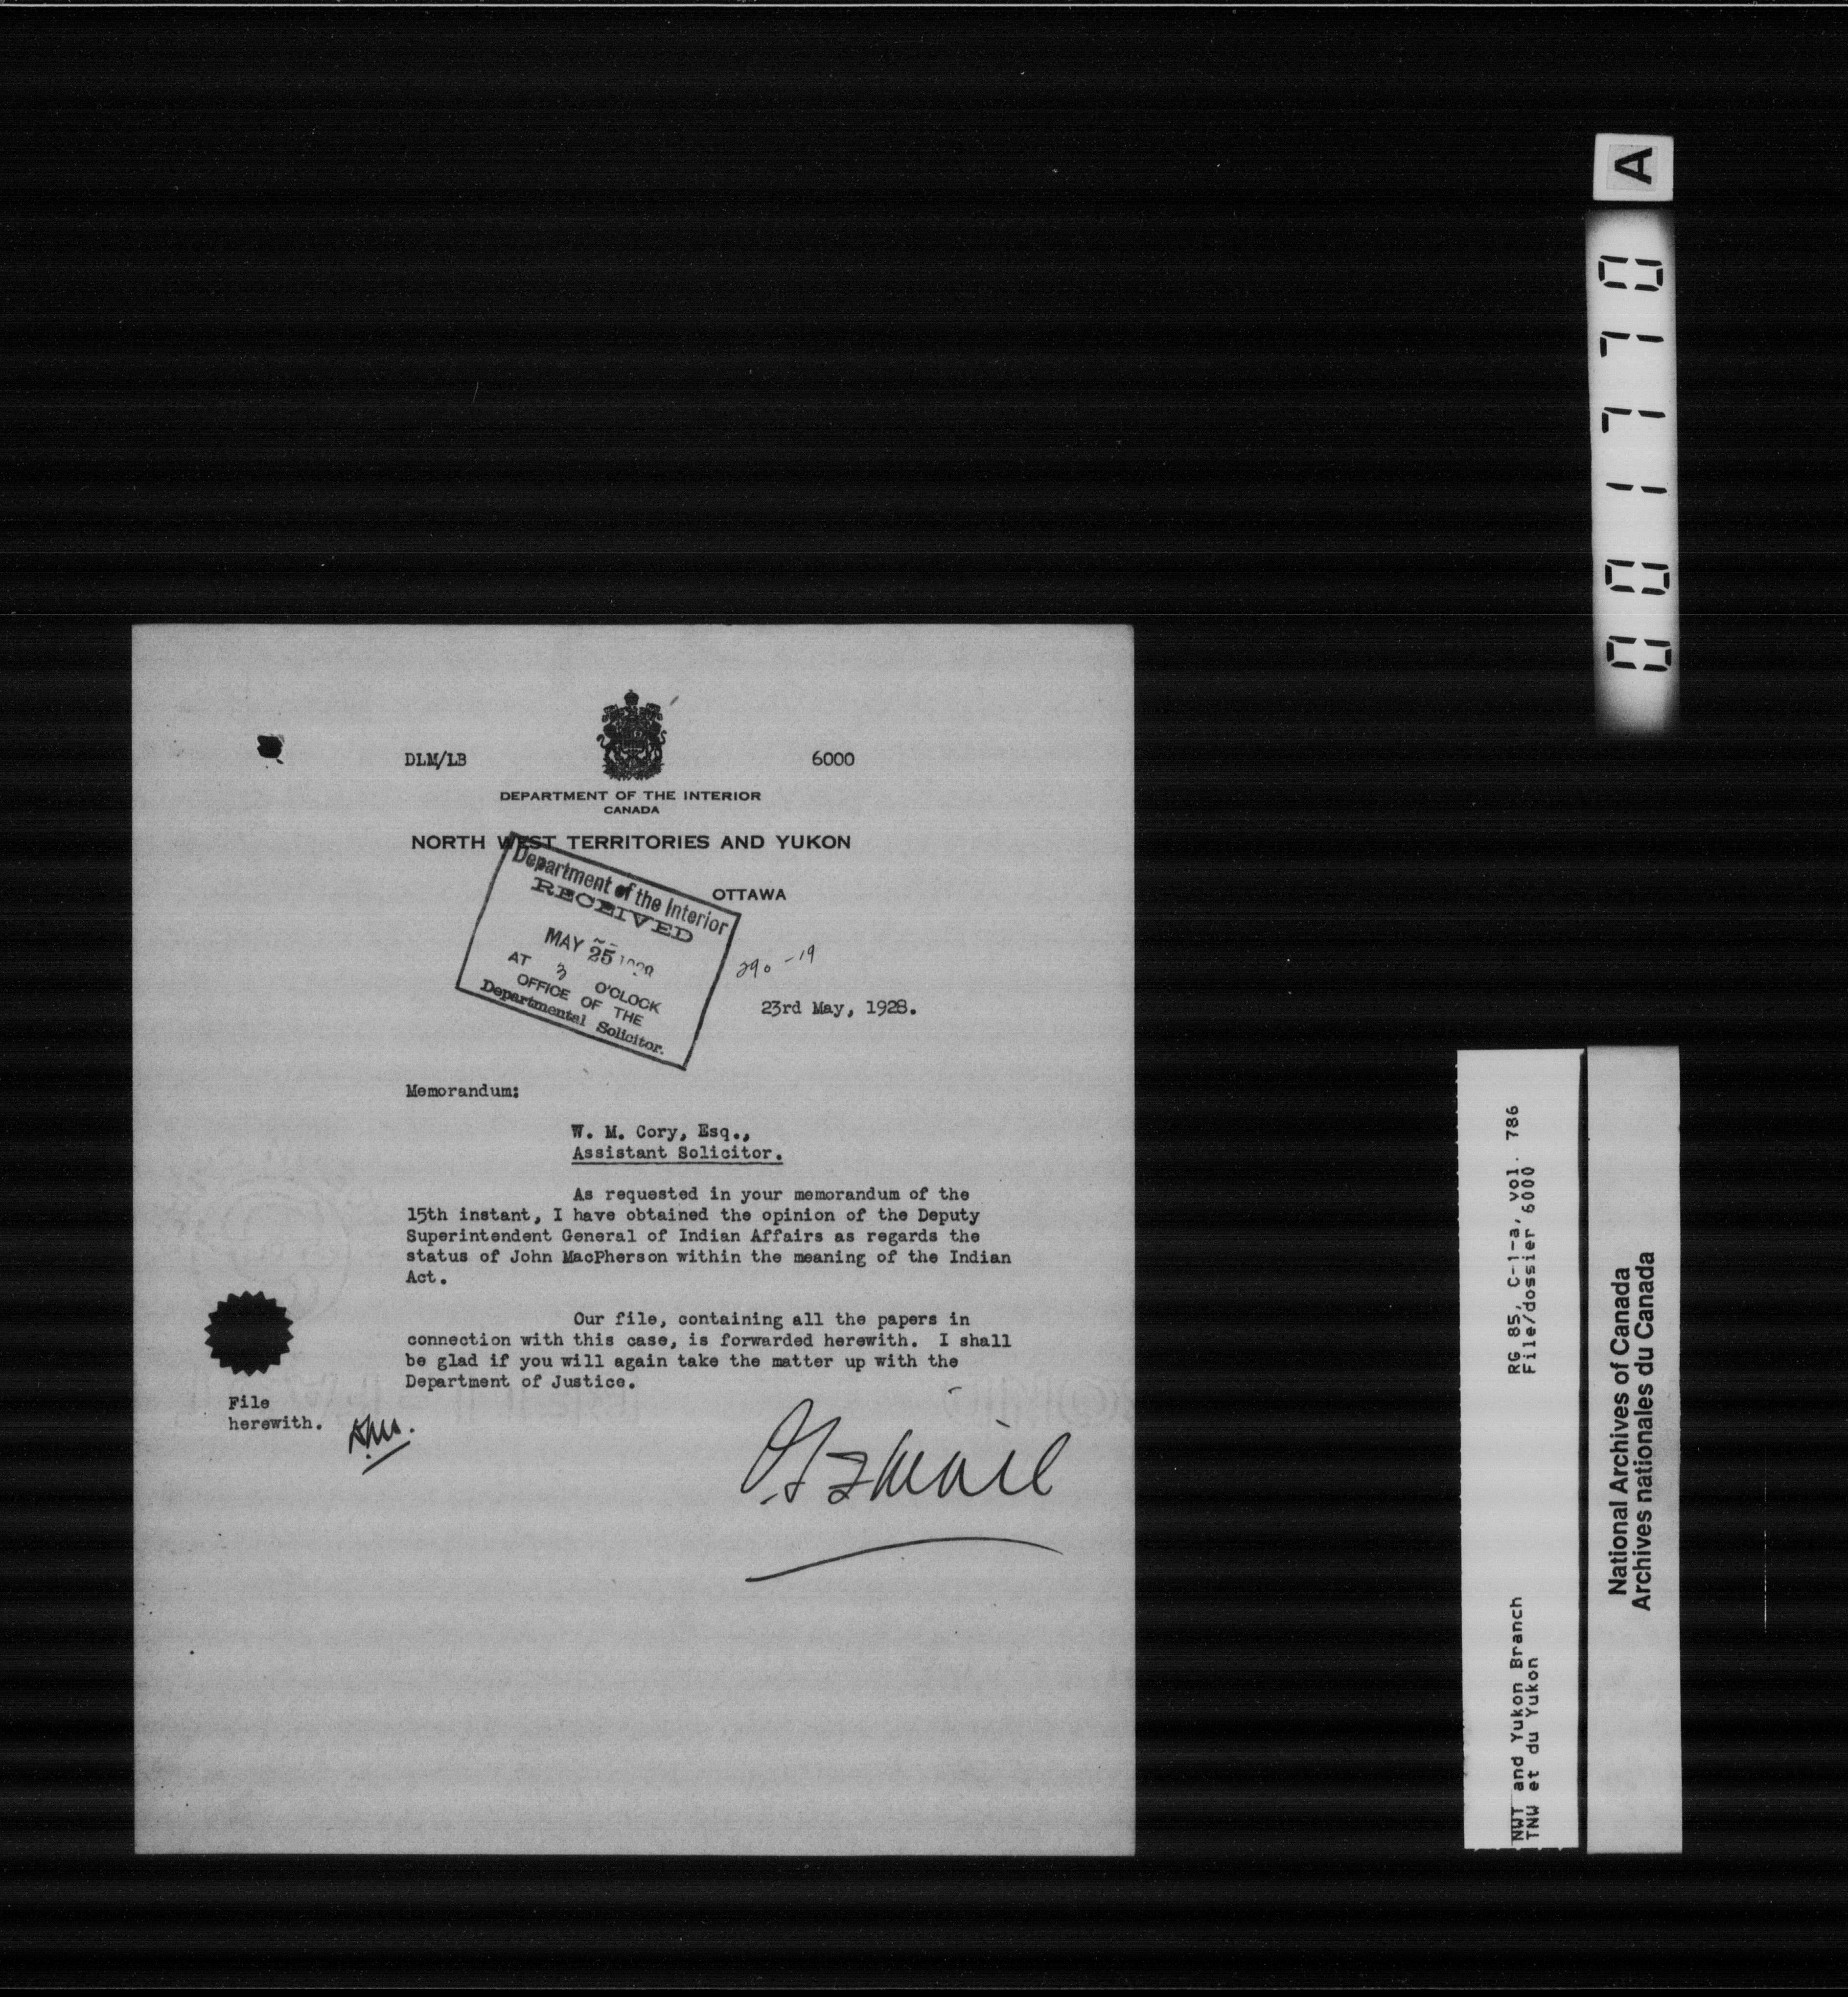 DLM/LB 6000
DEPARTMENT OF THE INTERIOR
CANADA
NORTH WEST TERRITORIES AND YUKON
OTTAWA
Department of the Interior
RECEIVED
MAY 25
AT 3 O'CLOCK
OFFICE OF THE
Departmental Solicitor.
290-19
23rd May, 1928.
Memorandum:
W. M. Cory, Esq.,
Assistant Solicitor.
As requested in your memorandum of the
15th instant, I have obtained the opinion of the Deputy
Superintendent General of Indian Affairs as regards the
status of John MacPherson within the meaning of the Indian
Act.
Our file, containing all the papers in
connection with this case, is forwarded herewith. I shall
be glad if you will again take the matter up with the
Department of Justice.
File
herewith.
A
001770
RG 85, C-1-a, vol. 786
File/dossier 6000
NWT and Yukon Branch
TNW et du Yukon
National Archives of Canada
Archives nationales du Canada